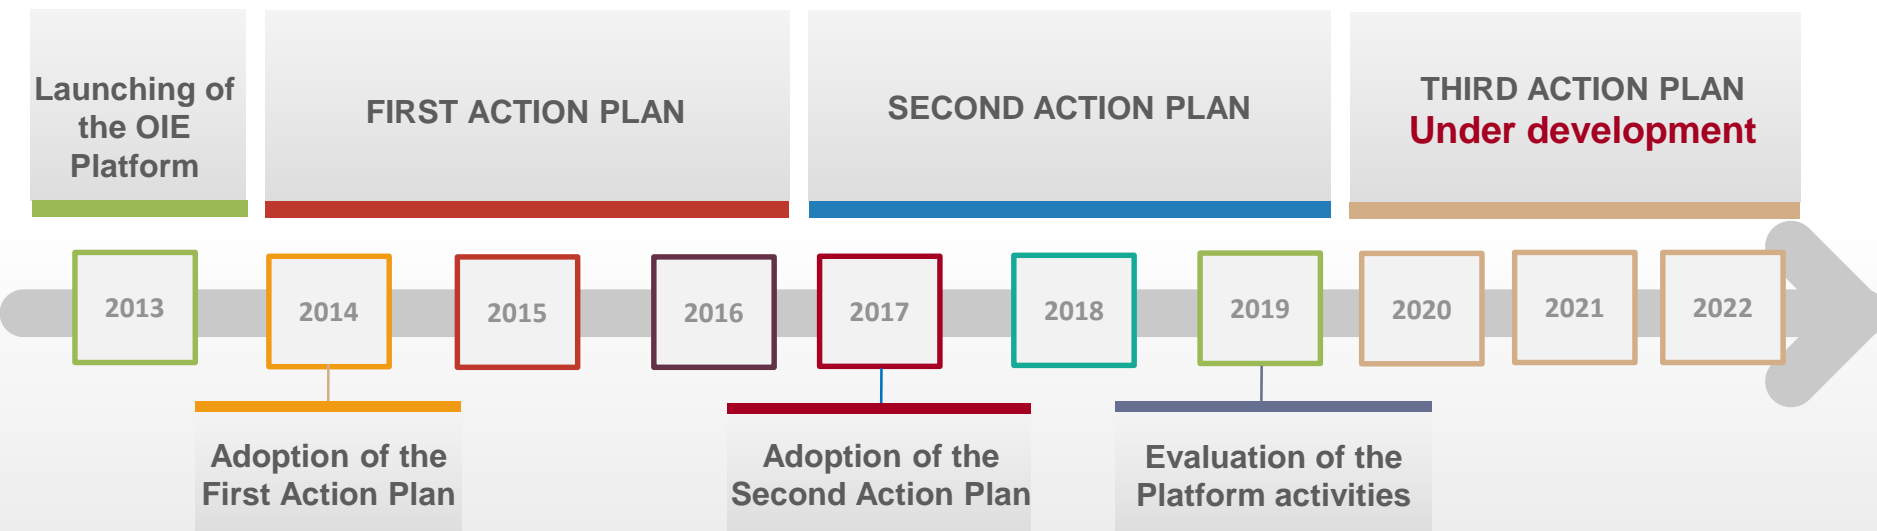 Launching of
the OIE
Platform
FIRST ACTION PLAN
SECOND ACTION PLAN
THIRD ACTION PLAN
Under development
2013
2014
2015
2016
2017
2018
2019
2020
2021
2022
Adoption of the
First Action Plan
Adoption of the
Second Action Plan
Evaluation of the
Platform activities